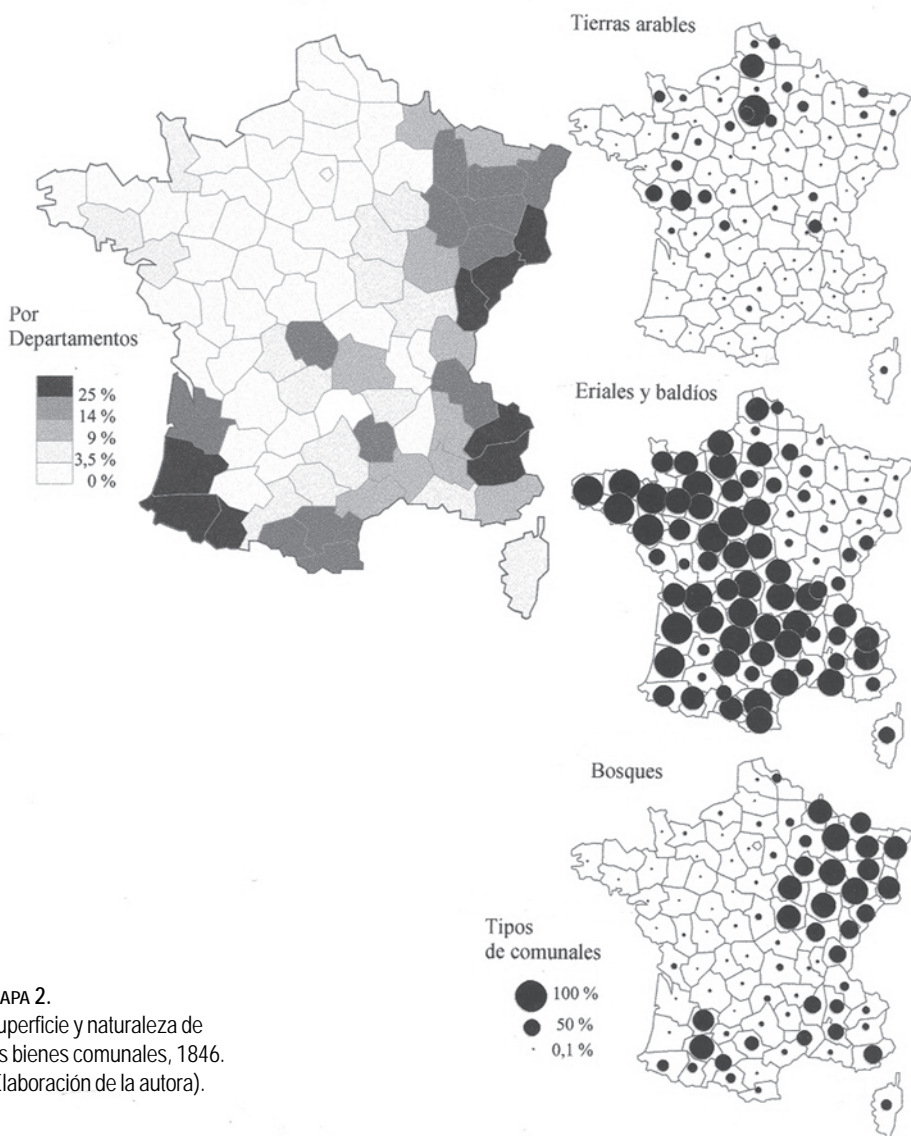 Tierras arables
Por
Departamentos
25 %
14 %
9 %
3,5 %
0 %
Eriales y baldíos
Bosques
Tipos
de comunales
100 %
50 %
0,1 %
APA 2.
uperficie y naturaleza de
s bienes comunales, 1846.
laboración de la autora).